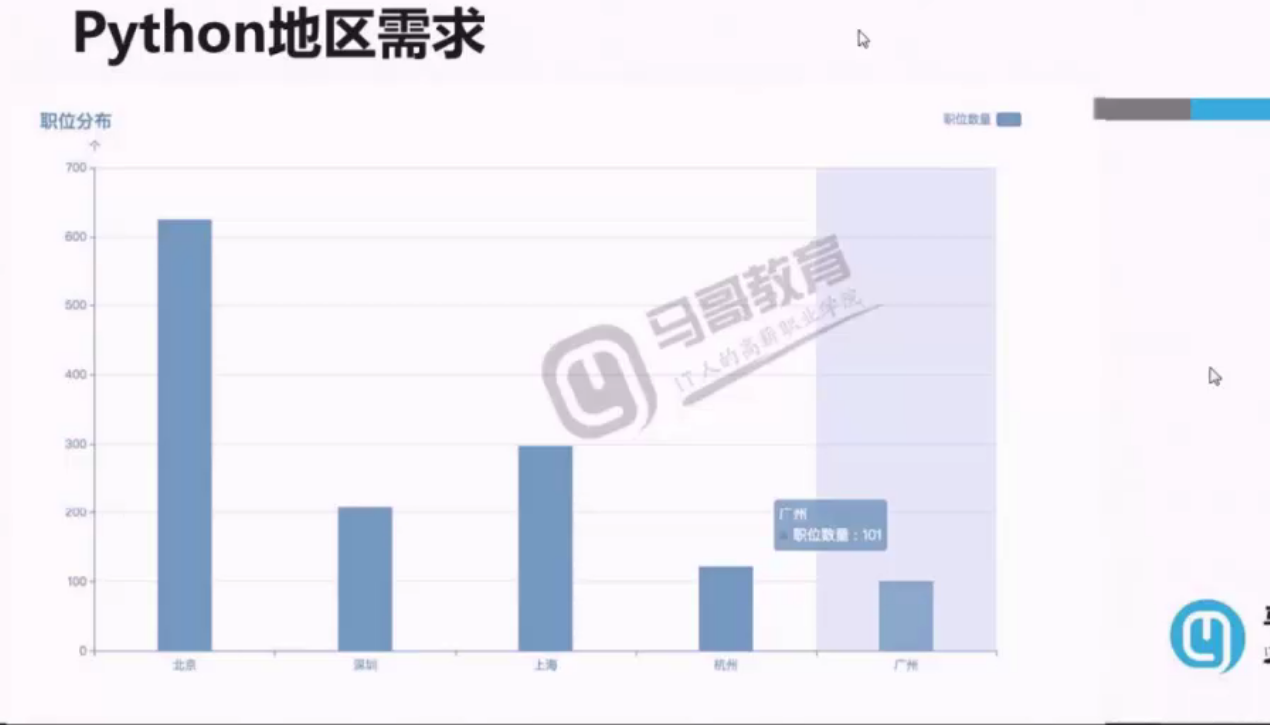 Python地区需求
职位分布
职位数量
个
700
600
500
400
300
200
100
0
马哥教育
IT人的高薪职业学院
广州
职位数量：101
北京
深圳
上海
杭州
广州